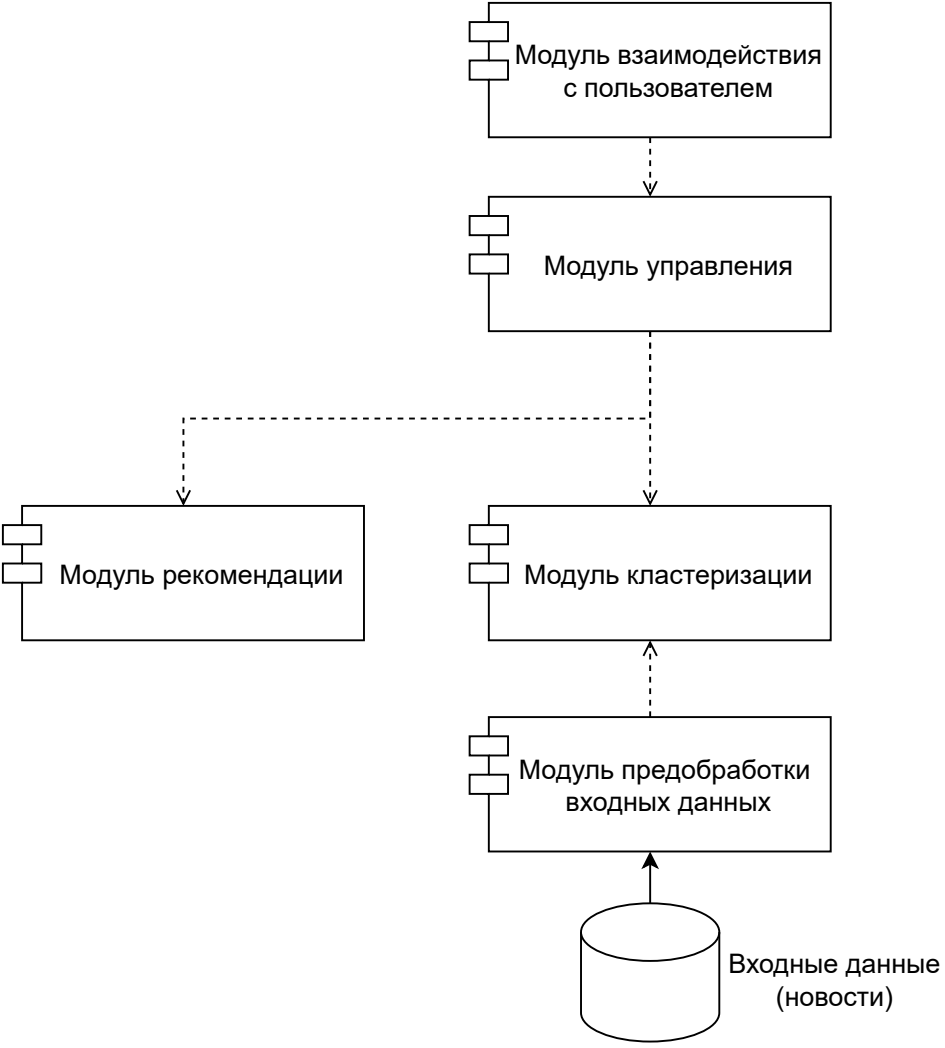 Модуль взаимодействия
с пользователем
Модуль управления
Модуль рекомендации
Модуль кластеризации
Модуль предобработки
входных данных
Входные данные
(новости)